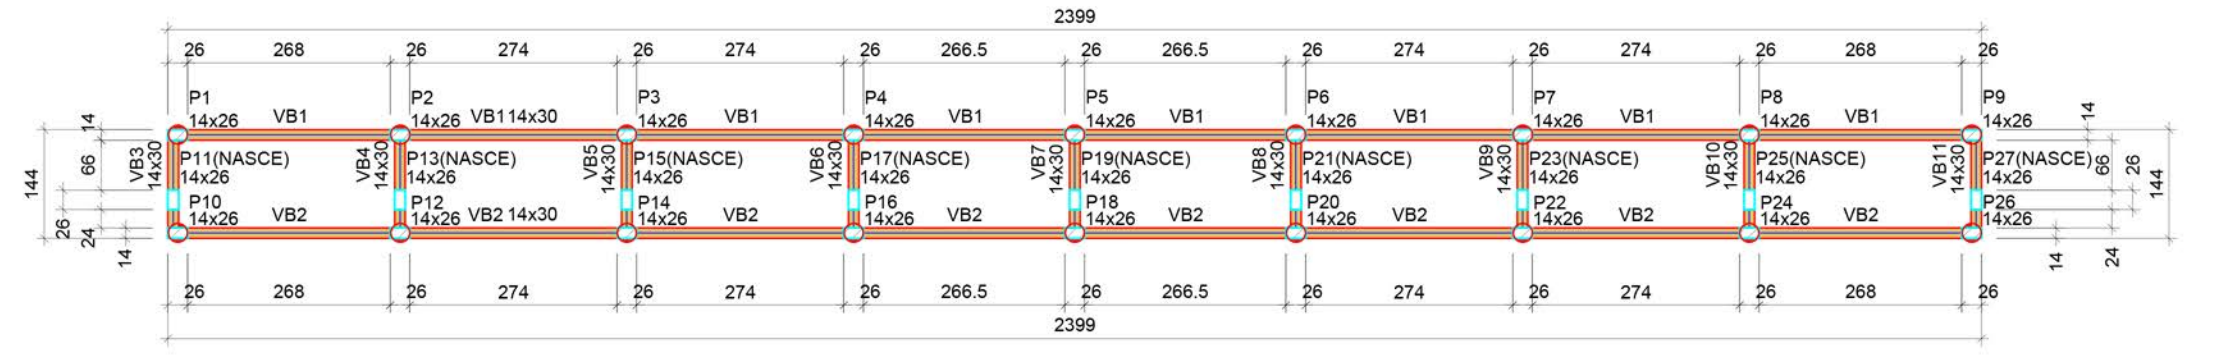 2399
26 268 26 274 26 274 26 266.5 26 266.5 26 274 26 274 26 268 26
P1 P2 P3 P4 P5 P6 P7 P8 P9
14x26 VB1 14x26 VB1 14x30 14x26 VB1 14x26 VB1 14x26 VB1 14x26 VB1 14x26 VB1 14x26 VB1 14x26
14 14
VB3 14x30 VB4 14x30 VB5 14x30 VB6 14x30 VB7 14x30 VB8 14x30 VB9 14x30 VB10 14x30 VB11 14x30
P11(NASCE) P13(NASCE) P15(NASCE) P17(NASCE) P19(NASCE) P21(NASCE) P23(NASCE) P25(NASCE) P27(NASCE)
14x26 14x26 14x26 14x26 14x26 14x26 14x26 14x26 14x26
144 66 66 26 144
P10 P12 P14 P16 P18 P20 P22 P24 P26
14x26 VB2 14x26 VB2 14x30 14x26 VB2 14x26 VB2 14x26 VB2 14x26 VB2 14x26 VB2 14x26 VB2 14x26
26 24 14 14 24
26 268 26 274 26 274 26 266.5 26 266.5 26 274 26 274 26 268 26
2399